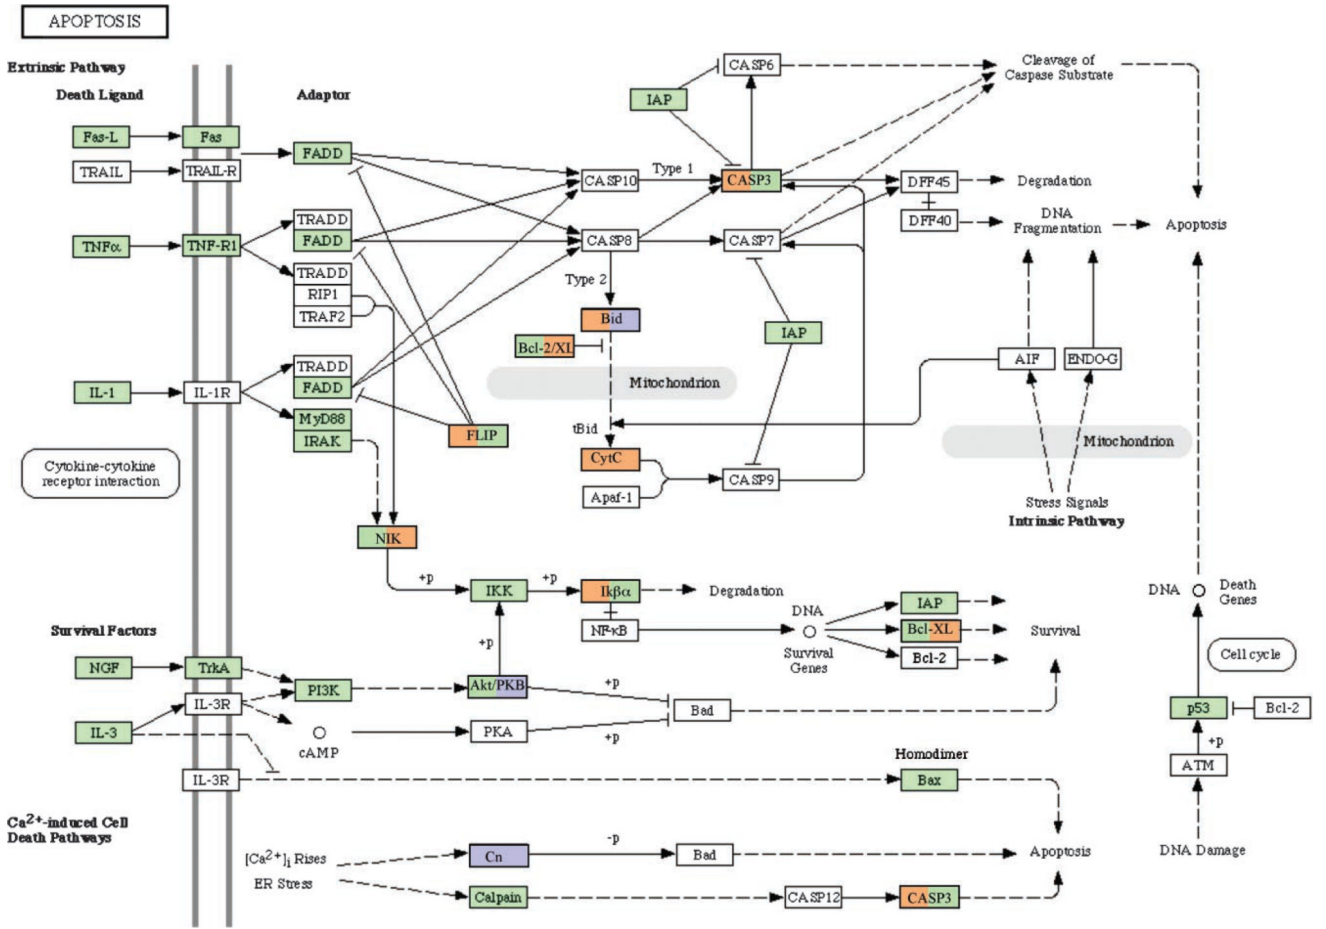 APOPTOSIS
Extrinsic Pathway
Death Ligand
Adaptor
Fas-L
Fas
TRAIL
TRAIL-R
FADD
TNFα
TNF-R1
TRADD
FADD
TRADD
RIP1
TRAF2
IL-1
IL-1R
TRADD
FADD
MyD88
IRAK
FLIP
NIK
Cytokine-cytokine
receptor interaction
CASP6
IAP
CASP10
Type 1
CASP3
CASP8
CASP7
Type 2
Bid
Bcl-2/XL
IAP
Mitochondrion
tBid
CytC
Apaf-1
CASP9
Cleavage of
Caspase Substrate
DFF45
Degradation
DFF40
DNA
Fragmentation
Apoptosis
AIF
ENDO-G
Mitochondrion
Stress Signals
Intrinsic Pathway
+p
IKK
+p
Ikβα
Degradation
NF-κB
DNA
Survival
Genes
IAP
Bcl-XL
Bcl-2
Survival
DNA
Death
Genes
Cell cycle
p53
Bcl-2
+p
ATM
DNA Damage
Survival Factors
NGF
TrkA
IL-3R
IL-3
PI3K
cAMP
+p
Akt/PKB
+p
PKA
+p
Bad
IL-3R
Homodimer
Bax
Ca2+-induced Cell
Death Pathways
[Ca2+]i Rises
ER Stress
Cn
-p
Bad
Apoptosis
Calpain
CASP12
CASP3